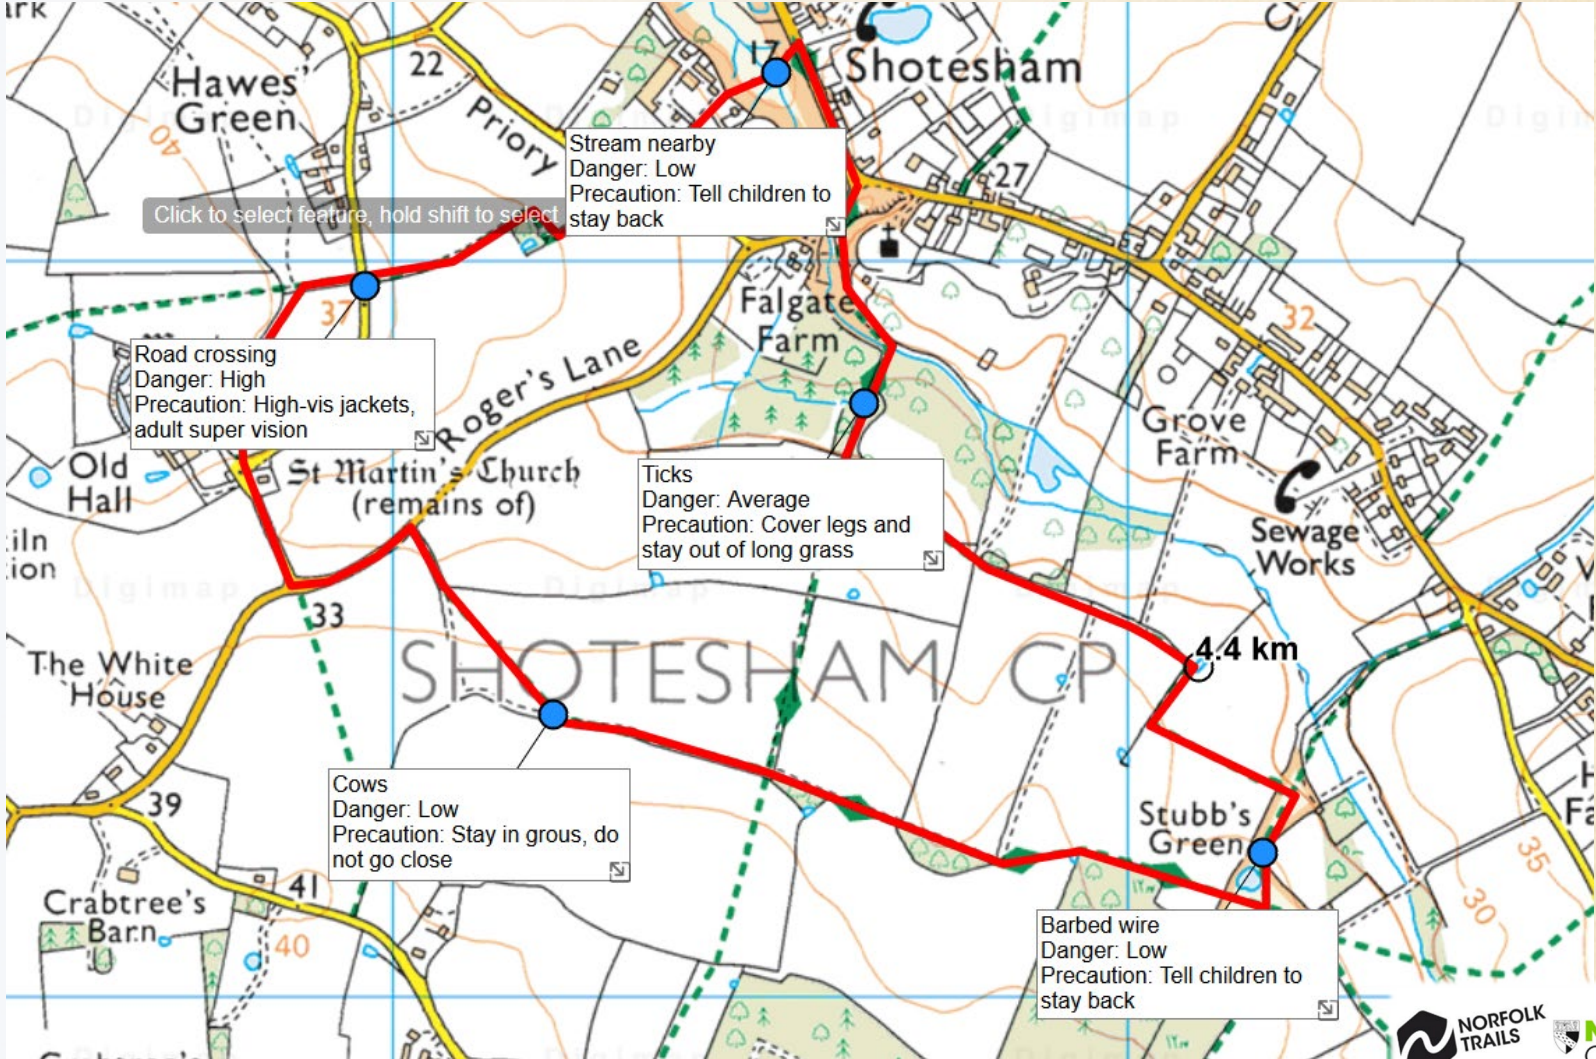 17
Shotesham
Hawes'
Green
22
Priory
40
Stream nearby
Danger: Low
Precaution: Tell children to
stay back
27
Click to select feature, hold shift to select
37
Falgate
Farm
32
Road crossing
Danger: High
Precaution: High-vis jackets,
adult super vision
Roger's Lane
Grove
Farm
Old
Hall
St Martin's Church
(remains of)
Ticks
Danger: Average
Precaution: Cover legs and
stay out of long grass
Sewage
Works
Digimap
Digimap
33
4.4 km
SHOTESHAM CP
The White
House
Cows
Danger: Low
Precaution: Stay in grous, do
not go close
39
Stubb's
Green
35
41
Crabtree's
Barn
40
30
Barbed wire
Danger: Low
Precaution: Tell children to
stay back
NORFOLK
TRAILS